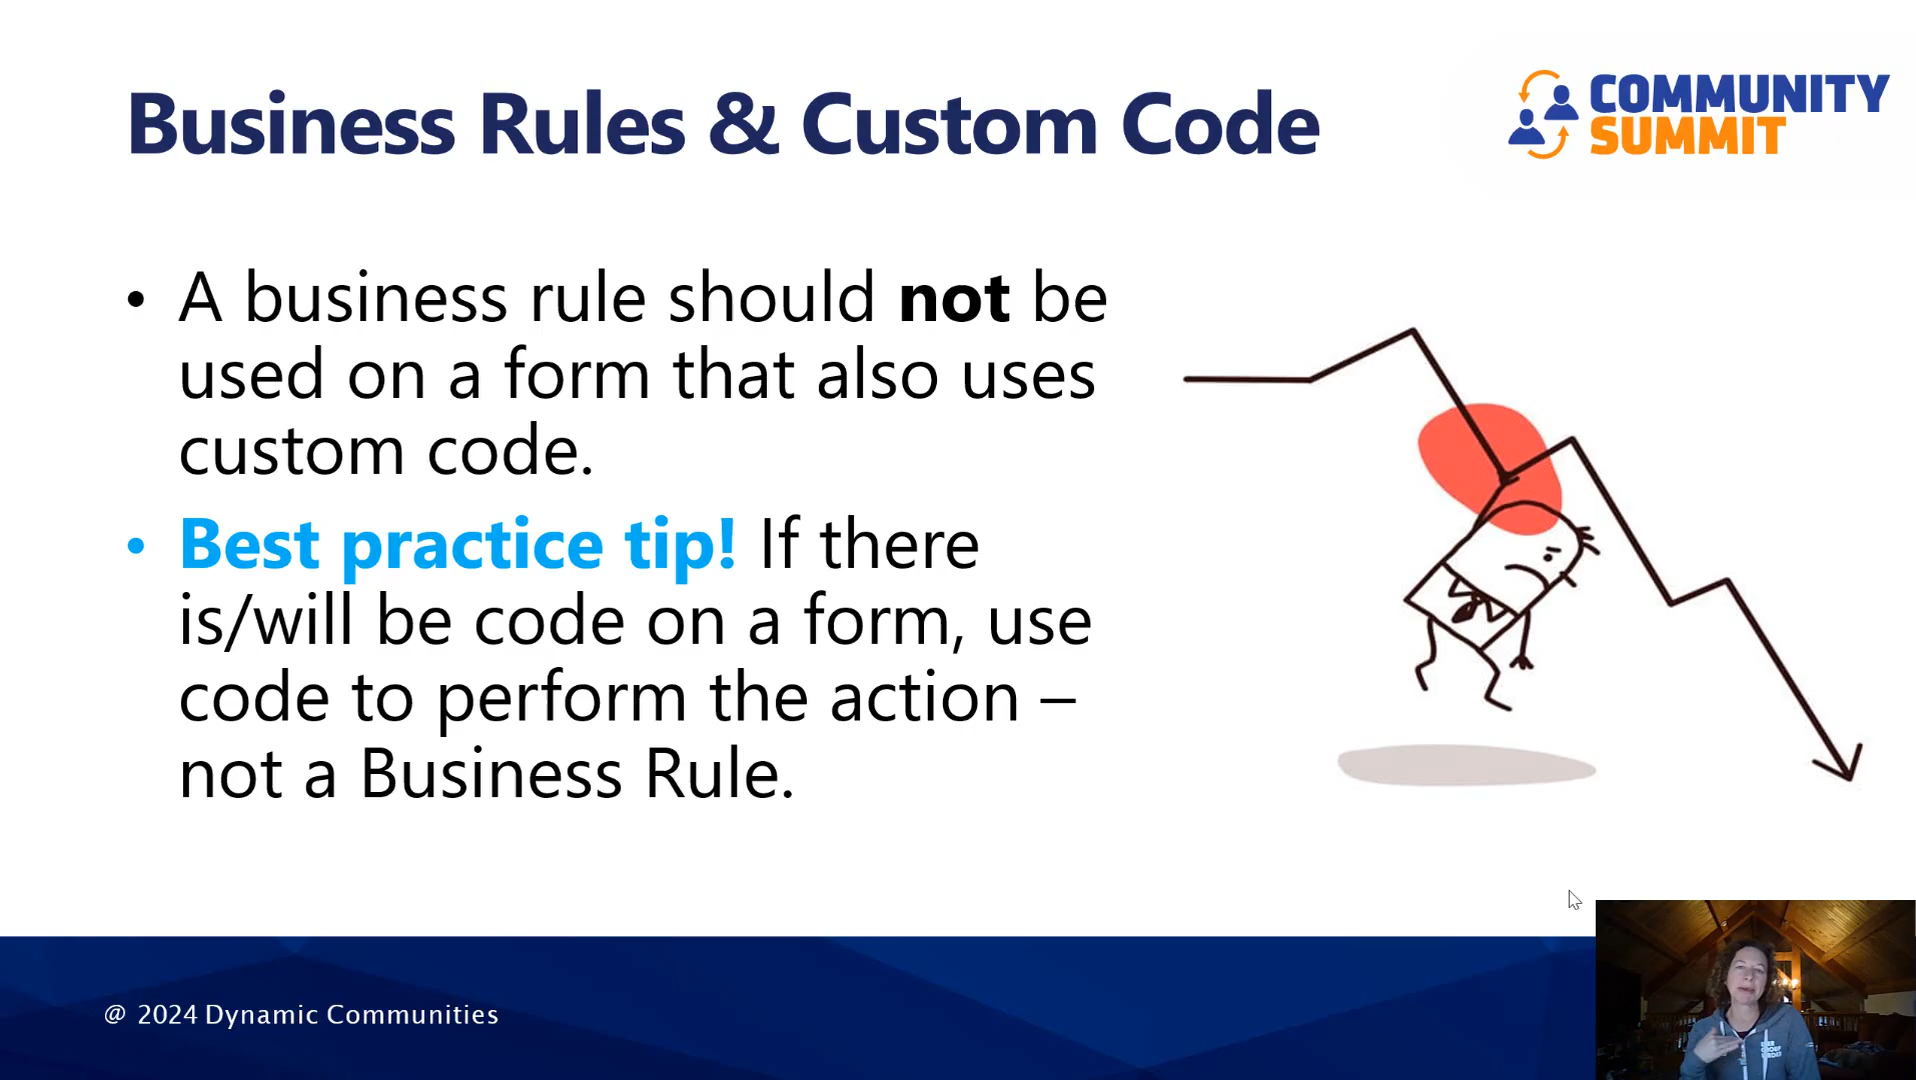 Business Rules & Custom Code
COMMUNITY
SUMMIT
• A business rule should not be
used on a form that also uses
custom code.
• Best practice tip! If there
is/will be code on a form, use
code to perform the action –
not a Business Rule.
@ 2024 Dynamic Communities